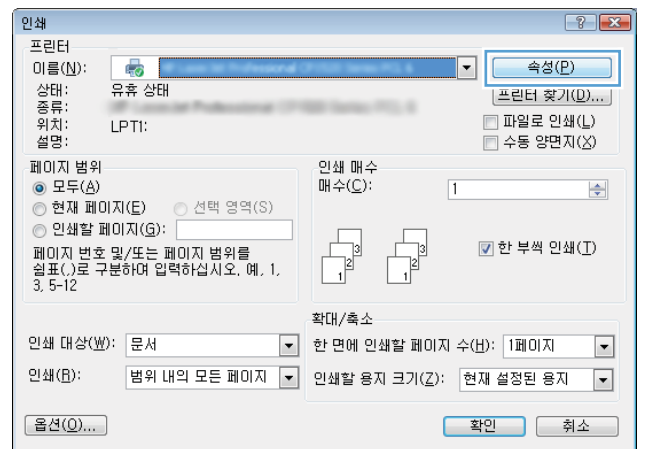 인쇄
프린터
이름(N): 속성(P)
상태: 유휴 상태 프린터 찾기(D)...
종류:
위치: LPT1: 파일로 인쇄(L)
설명: 수동 양면지(X)
페이지 범위
모두(A)
현재 페이지(E) 선택 영역(S)
인쇄할 페이지(G):
페이지 번호 및/또는 페이지 범위를
쉼표(,)로 구분하여 입력하십시오. 예, 1,
3, 5-12
인쇄 매수
매수(C): 1
3 3
2 2
1 1
한 부씩 인쇄(T)
인쇄 대상(W): 문서
인쇄(R): 범위 내의 모든 페이지
확대/축소
한 면에 인쇄할 페이지 수(H): 1페이지
인쇄할 용지 크기(Z): 현재 설정된 용지
옵션(O)... 확인 취소